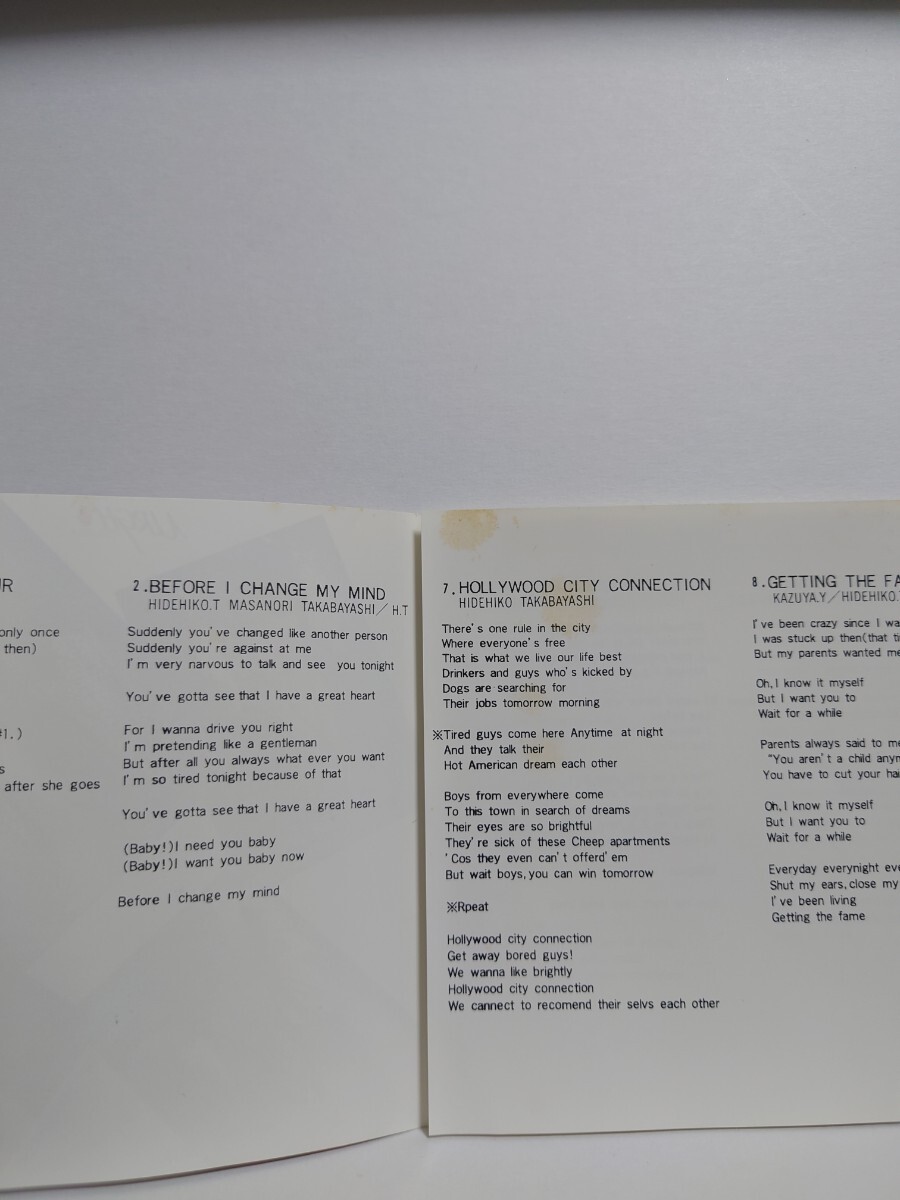 UR
only once
then)
#1.)
s
after she goes
2.BEFORE I CHANGE MY MIND
HIDEHIKO.T MASANORI TAKABAYASHI/H.T
Suddenly you've changed like another person
Suddenly you're against at me
I'm very narvous to talk and see you tonight
You've gotta see that I have a great heart
For I wanna drive you right
I'm pretending like a gentleman
But after all you always what ever you want
I'm so tired tonight because of that
You've gotta see that I have a great heart
(Baby!)I need you baby
(Baby!)I want you baby now
Before I change my mind
7.HOLLYWOOD CITY CONNECTION
HIDEHIKO TAKABAYASHI
There's one rule in the city
Where everyone's free
That is what we live our life best
Drinkers and guys who's kicked by
Dogs are searching for
Their jobs tomorrow morning
※Tired guys come here Anytime at night
And they talk their
Hot American dream each other
Boys from everywhere come
To this town in search of dreams
Their eyes are so brightful
They're sick of these Cheep apartments
'Cos they even can't offerd'em
But wait boys,you can win tomorrow
※Rpeat
Hollywood city connection
Get away bored guys!
We wanna like brightly
Hollywood city connection
We cannect to recomend their selvs each other
8.GETTING THE FA
KAZUYA.Y/HIDEHIKO.
I've been crazy since I wa
I was stuck up then(that ti
But my parents wanted me
Oh,I know it myself
But I want you to
Wait for a while
Parents always said to me
"You aren't a child anym
You have to cut your hai
Oh,I know it myself
But I want you to
Wait for a while
Everyday everynight eve
Shut my ears,close my
I've been living
Getting the fame